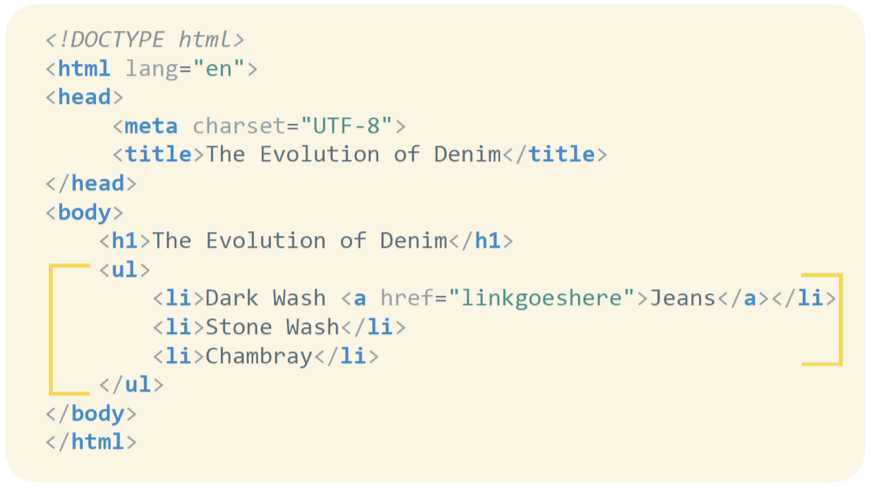 <!DOCTYPE html>
<html lang="en">
<head>
<meta charset="UTF-8">
<title>The Evolution of Denim</title>
</head>
<body>
<h1>The Evolution of Denim</h1>
<ul>
<li>Dark Wash <a href="linkgoeshere">Jeans</a></li>
<li>Stone Wash</li>
<li>Chambray</li>
</ul>
</body>
</html>